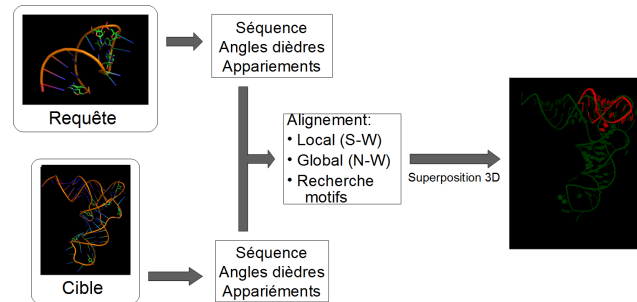 Requête
Séquence
Angles dièdres
Appariements
Alignement:
• Local (S-W)
• Global (N-W)
• Recherche
motifs
Superposition 3D
Cible
Séquence
Angles dièdres
Appariéments